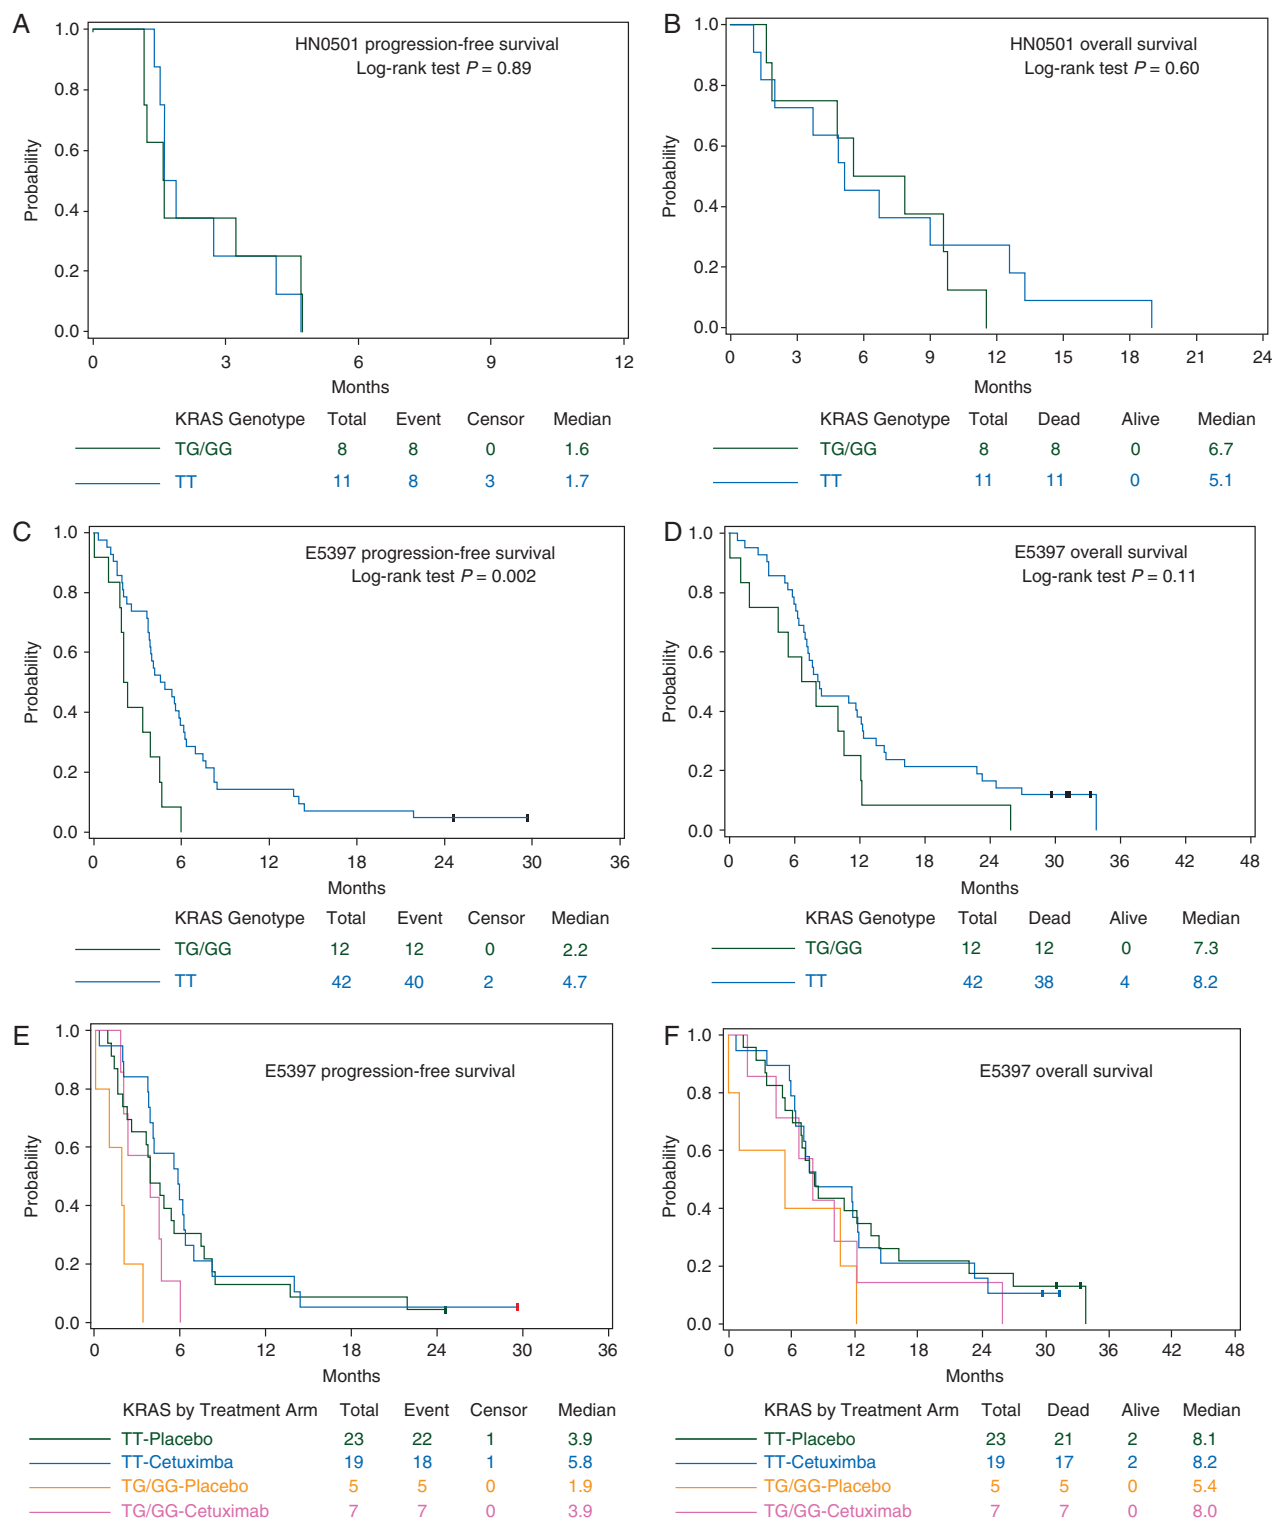 A
HN0501 progression-free survival
Log-rank test P = 0.89
Probability
1.0
0.8
0.6
0.4
0.2
0.0
0 3 6 9 12
Months
KRAS Genotype Total Event Censor Median
TG/GG 8 8 0 1.6
TT 11 8 3 1.7
B
HN0501 overall survival
Log-rank test P = 0.60
Probability
1.0
0.8
0.6
0.4
0.2
0.0
0 3 6 9 12 15 18 21 24
Months
KRAS Genotype Total Dead Alive Median
TG/GG 8 8 0 6.7
TT 11 11 0 5.1
C
E5397 progression-free survival
Log-rank test P = 0.002
Probability
1.0
0.8
0.6
0.4
0.2
0.0
0 6 12 18 24 30 36
Months
KRAS Genotype Total Event Censor Median
TG/GG 12 12 0 2.2
TT 42 40 2 4.7
D
E5397 overall survival
Log-rank test P = 0.11
Probability
1.0
0.8
0.6
0.4
0.2
0.0
0 6 12 18 24 30 36 42 48
Months
KRAS Genotype Total Dead Alive Median
TG/GG 12 12 0 7.3
TT 42 38 4 8.2
E
E5397 progression-free survival
Probability
1.0
0.8
0.6
0.4
0.2
0.0
0 6 12 18 24 30 36
Months
KRAS by Treatment Arm Total Event Censor Median
TT-Placebo 23 22 1 3.9
TT-Cetuximba 19 18 1 5.8
TG/GG-Placebo 5 5 0 1.9
TG/GG-Cetuximab 7 7 0 3.9
F
E5397 overall survival
Probability
1.0
0.8
0.6
0.4
0.2
0.0
0 6 12 18 24 30 36 42 48
Months
KRAS by Treatment Arm Total Dead Alive Median
TT-Placebo 23 21 2 8.1
TT-Cetuximba 19 17 2 8.2
TG/GG-Placebo 5 5 0 5.4
TG/GG-Cetuximab 7 7 0 8.0